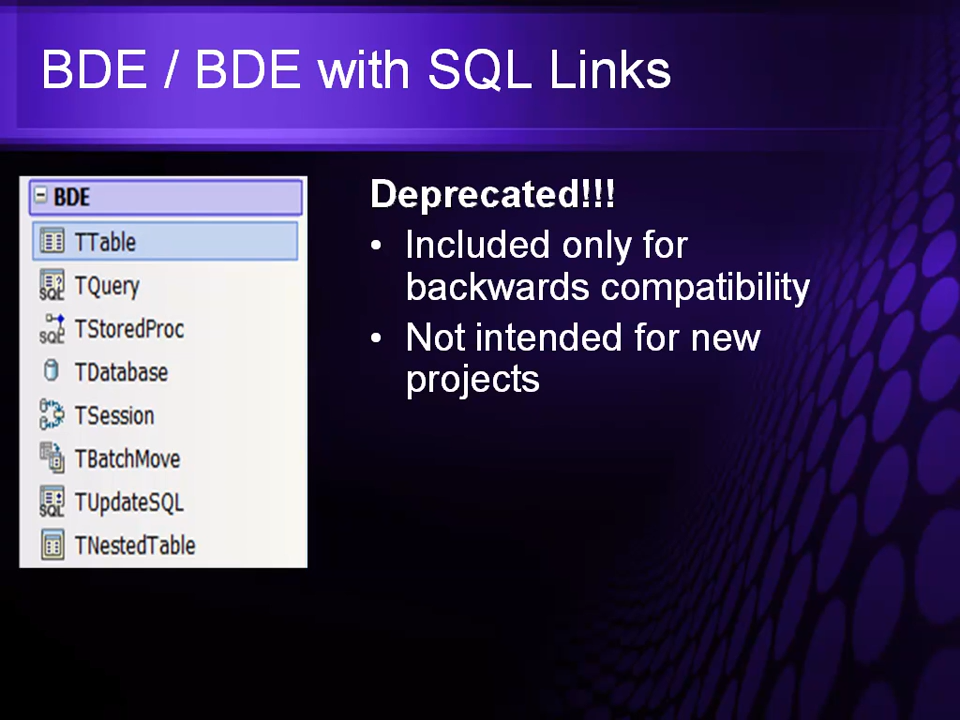 BDE / BDE with SQL Links
BDE
TTable
TQuery
TStoredProc
TDatabase
TSession
TBatchMove
TUpdateSQL
TNestedTable
Deprecated!!!
• Included only for
backwards compatibility
• Not intended for new
projects